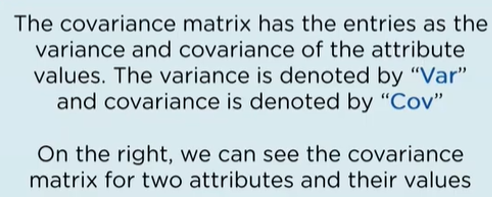 The covariance matrix has the entries as the
variance and covariance of the attribute
values. The variance is denoted by “Var”
and covariance is denoted by “Cov”
On the right, we can see the covariance
matrix for two attributes and their values